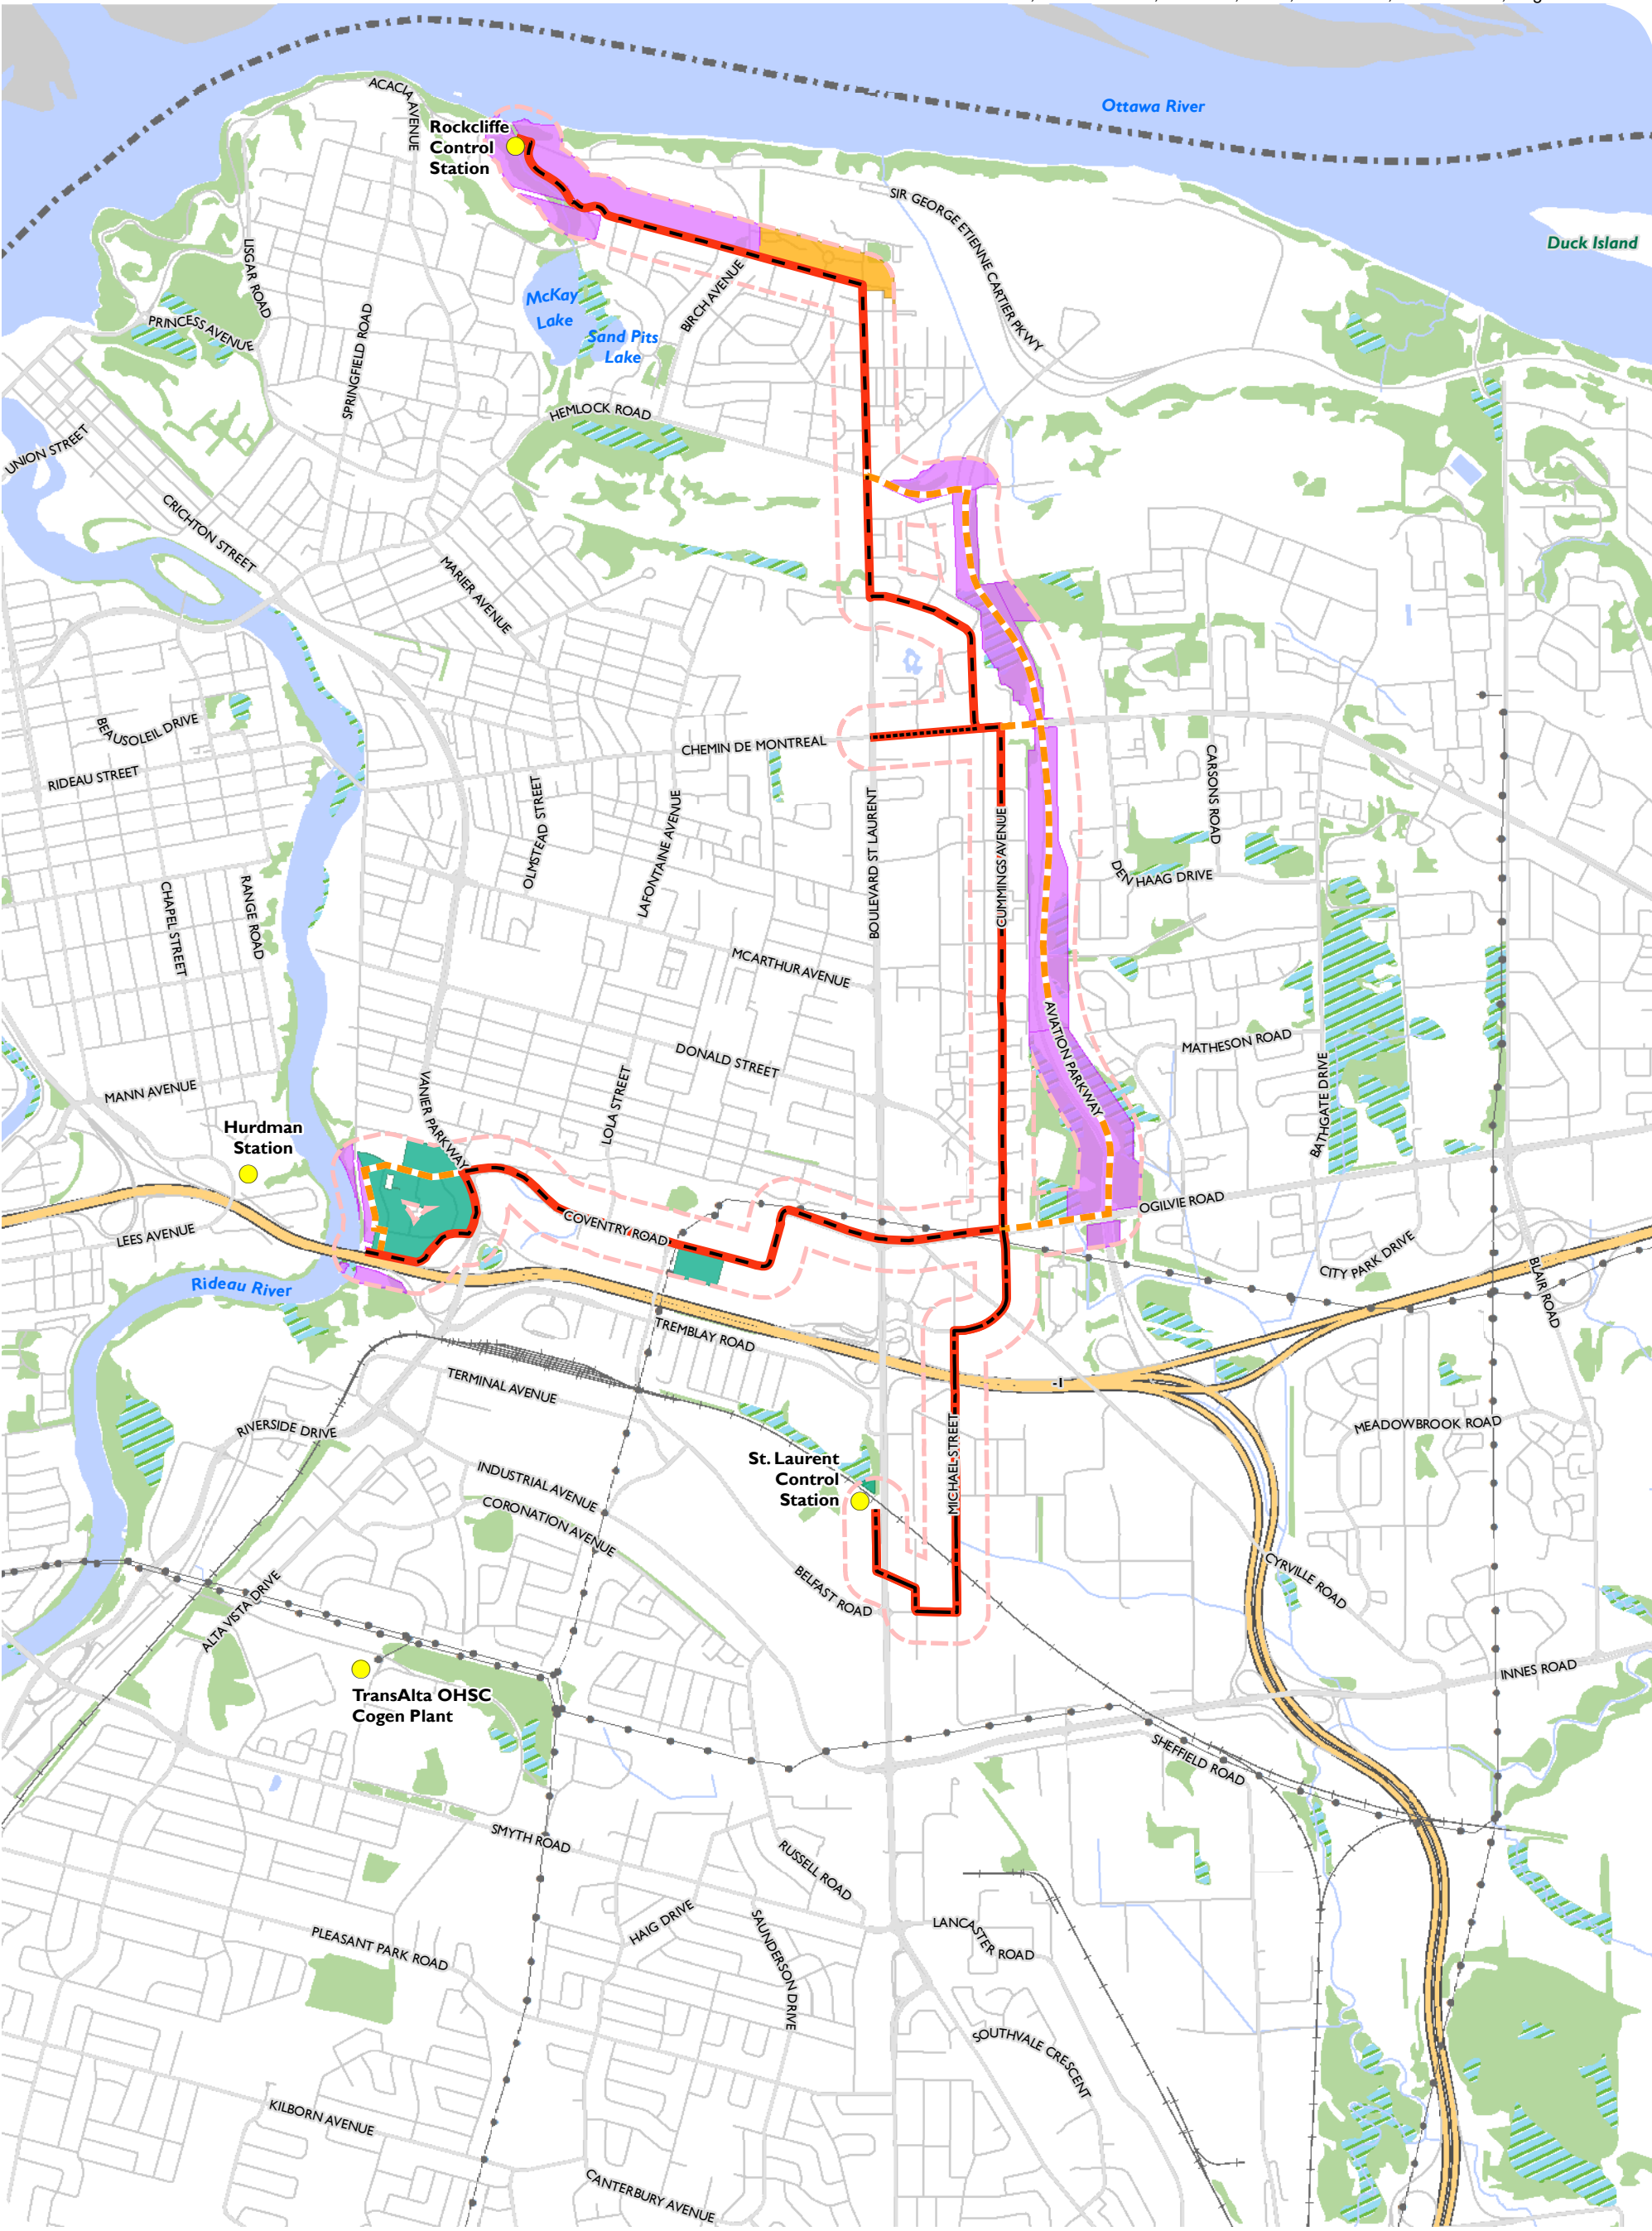 Ottawa River
ACACIA AVENUE
Rockcliffe
Control
Station
SIR GEORGE ETIENNE CARTIER PKWY
Duck Island
LISGAR ROAD
BIRCH AVENUE
McKay
Lake
PRINCESS AVENUE
Sand Pits
Lake
SPRINGFIELD ROAD
HEMLOCK ROAD
UNION STREET
CRICHTON STREET
MARIER AVENUE
BEAUSOLEIL DRIVE
CHEMIN DE MONTREAL
RIDEAU STREET
CARSONS ROAD
OLMSTEAD STREET
LAFONTAINE AVENUE
BOULEVARD ST LAURENT
CUMMINGS AVENUE
DEN HAAG DRIVE
CHAPEL STREET
RANGE ROAD
MCARTHUR AVENUE
AVIATION PARKWAY
MATHESON ROAD
DONALD STREET
MANN AVENUE
VANIER PARKWAY
LOLA STREET
BATHGATE DRIVE
Hurdman
Station
OGILVIE ROAD
COVENTRY ROAD
LEES AVENUE
CITY PARK DRIVE
BLAIR ROAD
Rideau River
TREMBLAY ROAD
TERMINAL AVENUE
MEADOWBROOK ROAD
RIVERSIDE DRIVE
MICHAEL STREET
St. Laurent
Control
Station
INDUSTRIAL AVENUE
CORONATION AVENUE
CYRVILLE ROAD
BELFAST ROAD
ALTA VISTA DRIVE
INNES ROAD
TransAlta OHSC
Cogen Plant
SHEFFIELD ROAD
SMYTH ROAD
RUSSELL ROAD
HAIG DRIVE
SAUNDERSON DRIVE
LANCASTER ROAD
PLEASANT PARK ROAD
SOUTHVALE CRESCENT
KILBORN AVENUE
CANTERBURY AVENUE